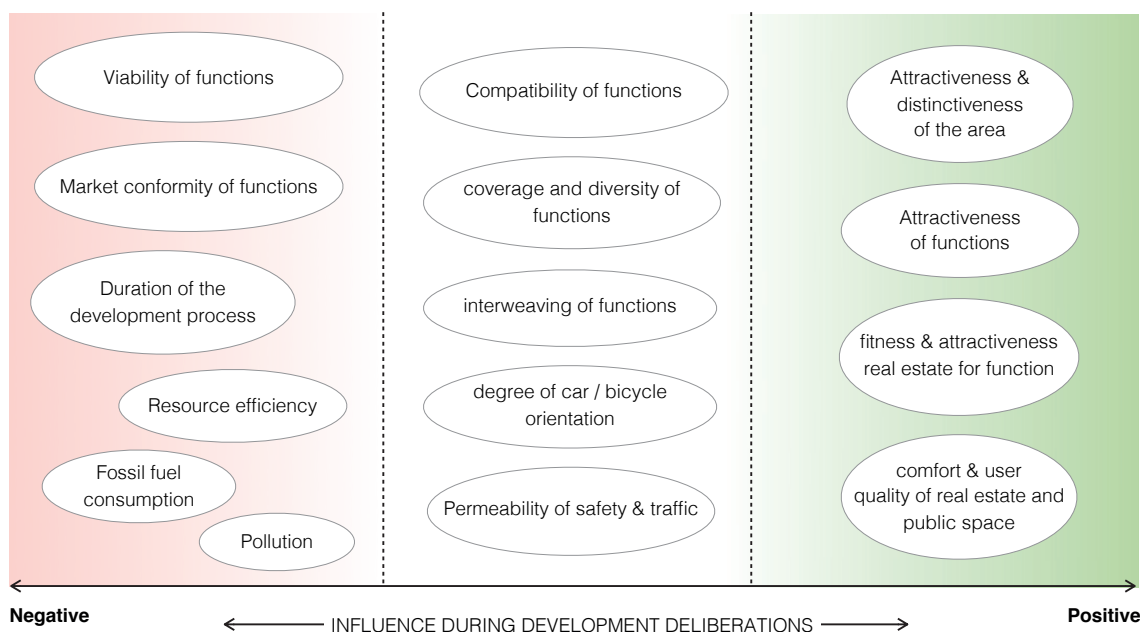 Viability of functions
Market conformity of functions
Duration of the
development process
Resource efficiency
Fossil fuel
consumption
Pollution
Compatibility of functions
coverage and diversity of
functions
interweaving of functions
degree of car / bicycle
orientation
Permeability of safety & traffic
Attractiveness &
distinctiveness
of the area
Attractiveness
of functions
fitness & attractiveness
real estate for function
comfort & user
quality of real estate and
public space
Negative
INFLUENCE DURING DEVELOPMENT DELIBERATIONS
Positive